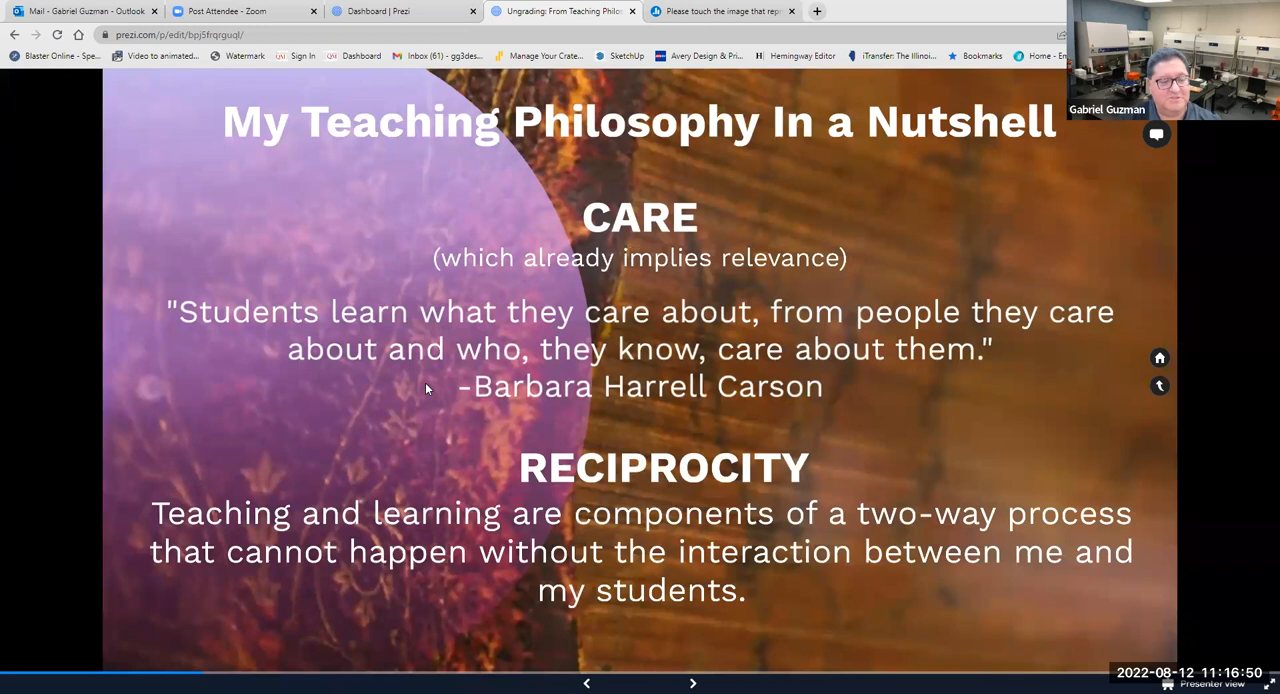 Mail - Gabriel Guzman - Outlook
Post Attendee - Zoom
Dashboard | Prezi
Ungrading: From Teaching Philos
Please touch the image that repr
prezi.com/p/edit/bpj5frqrguql/
Blaster Online - Spe...
Video to animated...
Watermark
Sign In
Dashboard
Inbox (61) - gg3des...
Manage Your Crate...
SketchUp
Avery Design & Pri...
Hemingway Editor
iTransfer: The Illinoi...
Bookmarks
Home - En
Gabriel Guzman
My Teaching Philosophy In a Nutshell
CARE
(which already implies relevance)
"Students learn what they care about, from people they care
about and who, they know, care about them."
-Barbara Harrell Carson
RECIPROCITY
Teaching and learning are components of a two-way process
that cannot happen without the interaction between me and
my students.
2022-08-12 11:16:50
Presenter view